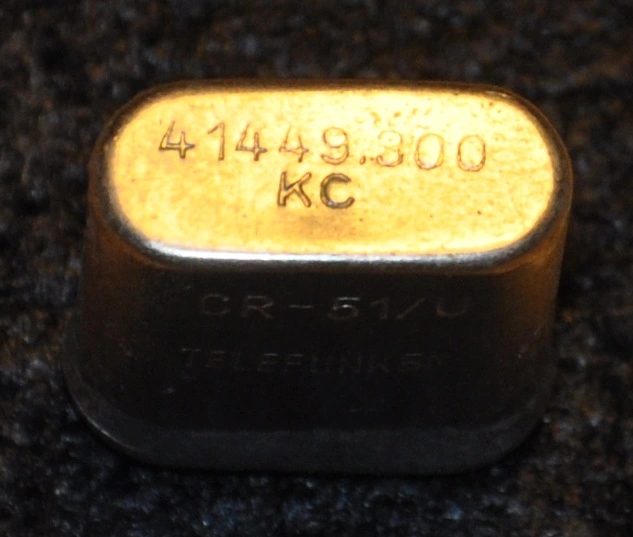 41449.300
KC
CR-51/U
TELEFUNKEN